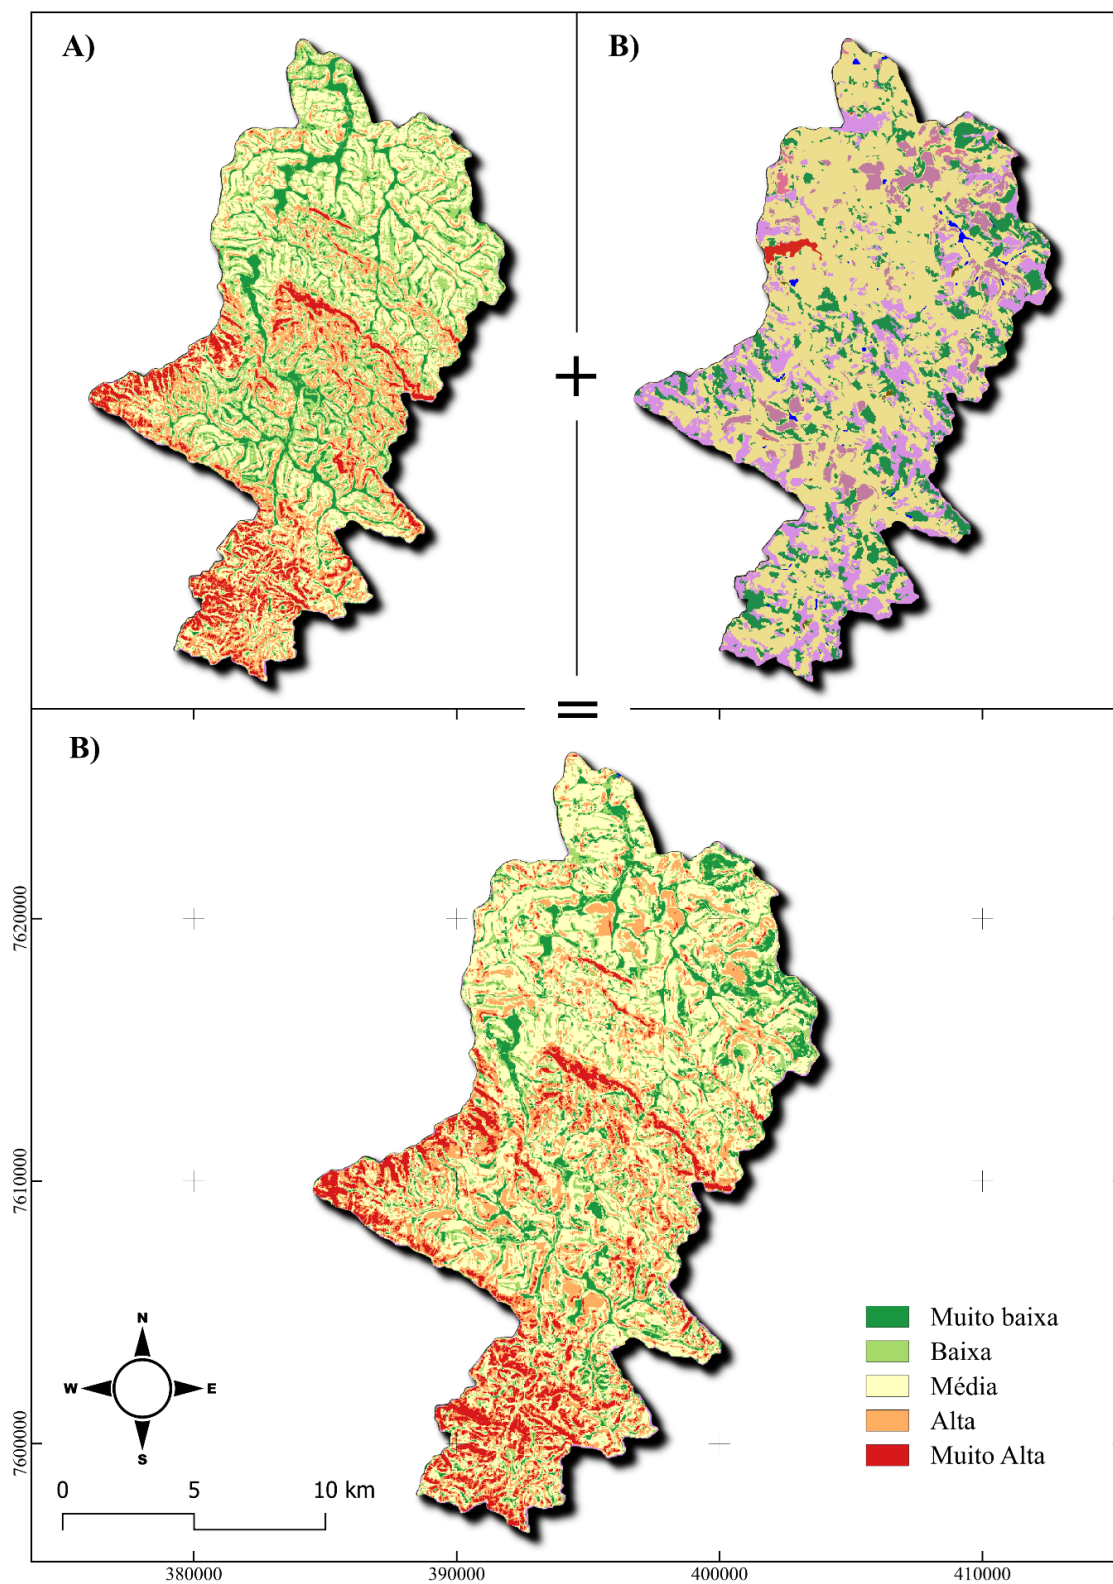 A)
B)
+
=
B)
7620000
7610000
7600000
N
W
E
S
0
5
10 km
Muito baixa
Baixa
Média
Alta
Muito Alta
380000
390000
400000
410000